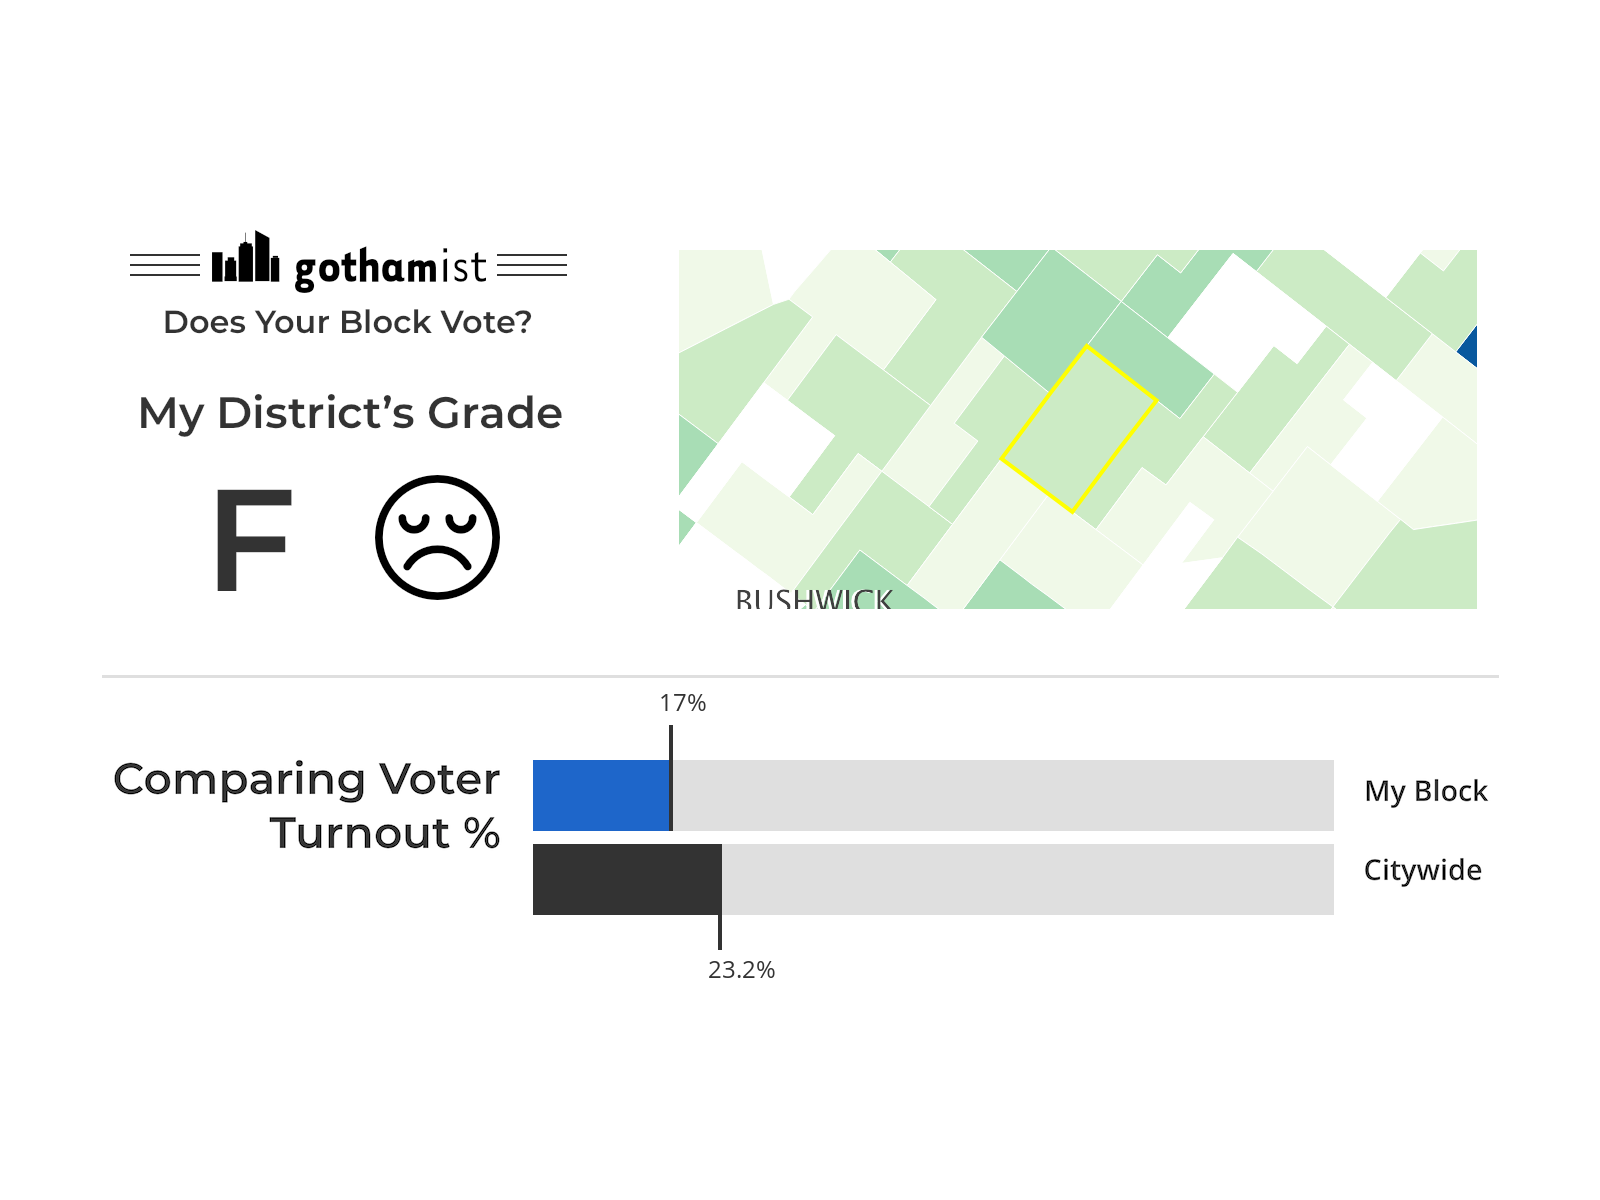 gothamist
Does Your Block Vote?
My District's Grade
F
BUSHWICK
17%
Comparing Voter
Turnout %
My Block
Citywide
23.2%